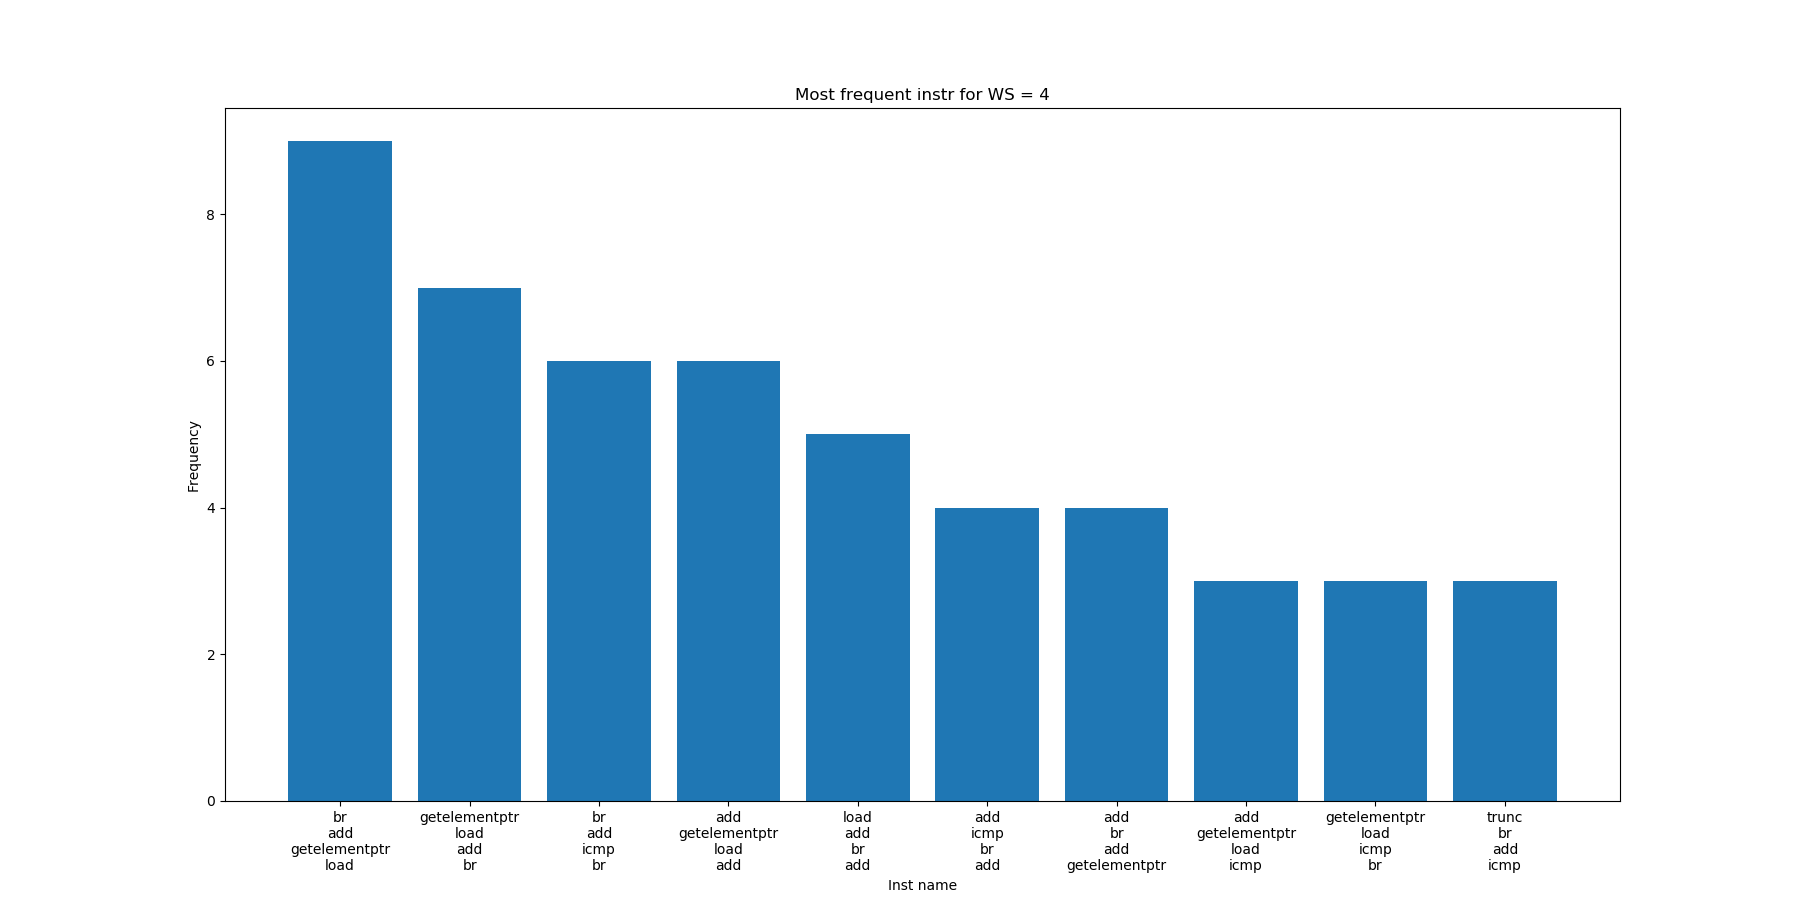 Most frequent instr for WS = 4
8
6
4
2
0
Frequency
br
add
getelementptr
load
getelementptr
load
add
br
br
add
icmp
br
add
getelementptr
load
add
load
add
br
add
add
icmp
br
add
add
br
add
getelementptr
add
getelementptr
load
icmp
getelementptr
load
icmp
br
trunc
br
add
icmp
Inst name